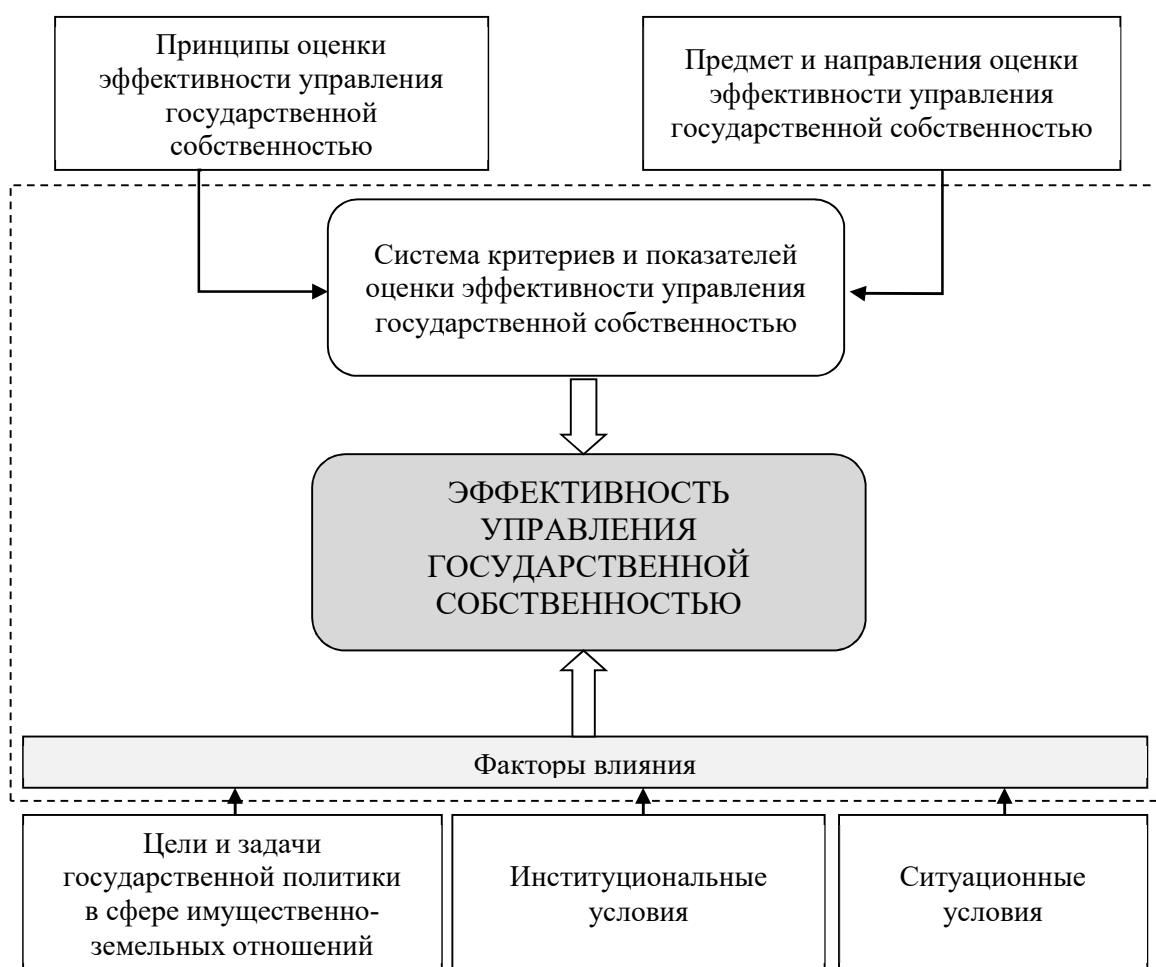 Принципы оценки
эффективности управления
государственной
собственностью
Предмет и направления оценки
эффективности управления
государственной собственностью
Система критериев и показателей
оценки эффективности управления
государственной собственностью
ЭФФЕКТИВНОСТЬ
УПРАВЛЕНИЯ
ГОСУДАРСТВЕННОЙ
СОБСТВЕННОСТЬЮ
Факторы влияния
Цели и задачи
государственной политики
в сфере имущественно-
земельных отношений
Институциональные
условия
Ситуационные
условия